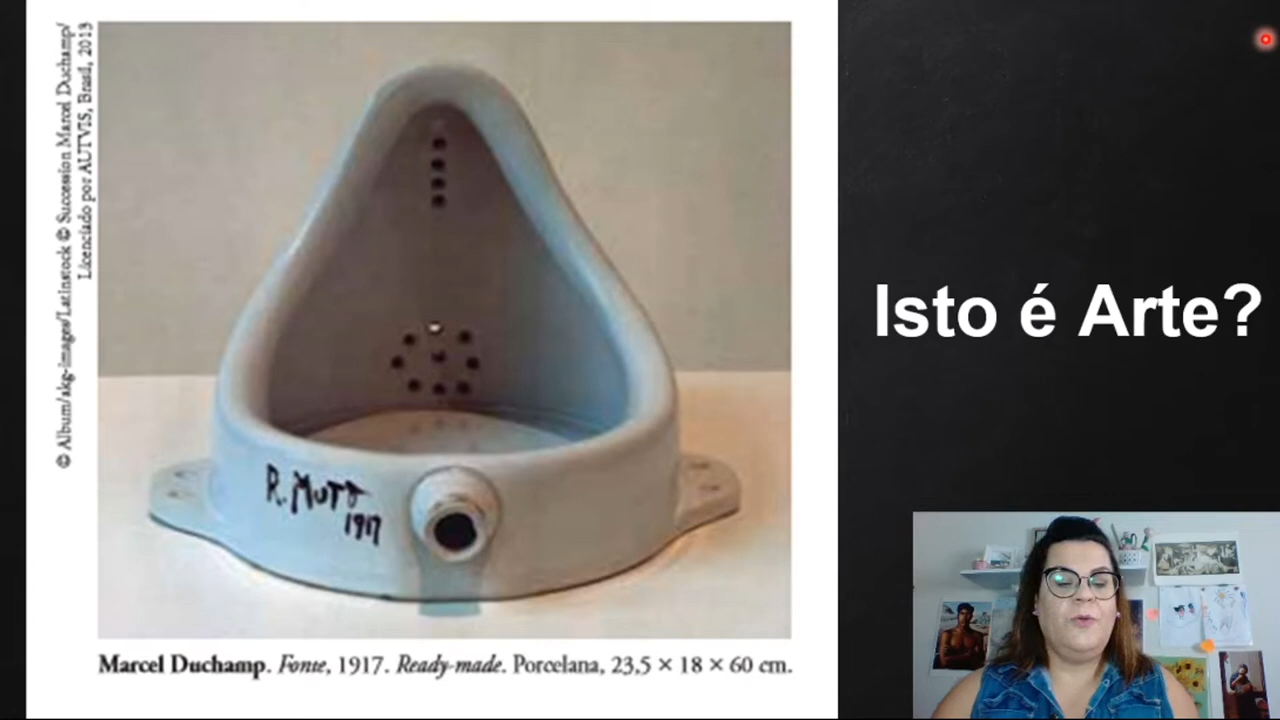 © Album/akg-images/Latinstock © Succession Marcel Duchamp/
Licenciado por AUTVIS, Brasil, 2013
R. MUTT
1917
Isto é Arte?
Marcel Duchamp. Fonte, 1917. Ready-made. Porcelana, 23,5 × 18 × 60 cm.